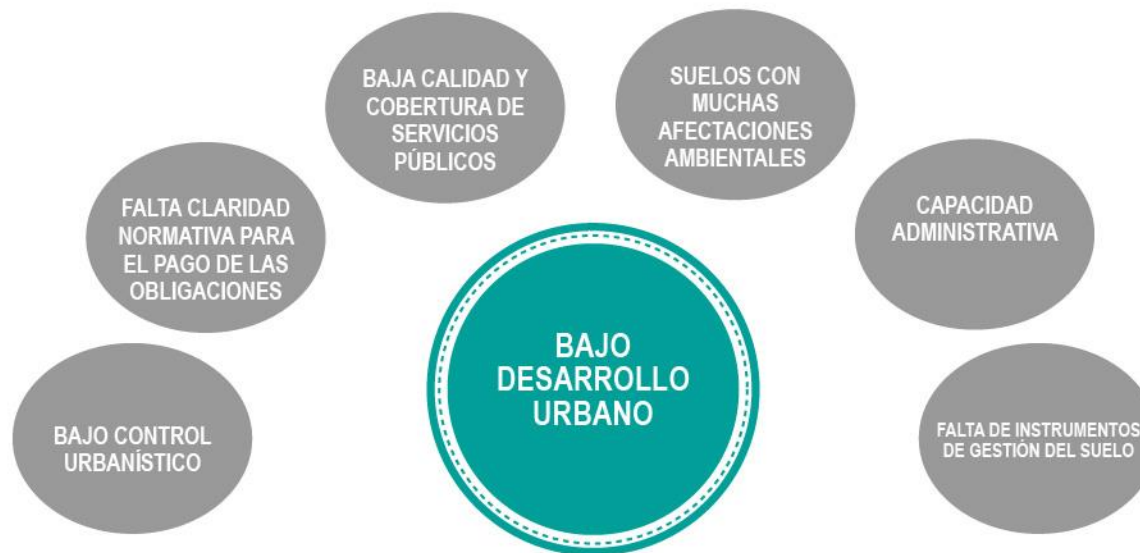 BAJO CONTROL
URBANÍSTICO
FALTA CLARIDAD
NORMATIVA PARA
EL PAGO DE LAS
OBLIGACIONES
BAJA CALIDAD Y
COBERTURA DE
SERVICIOS
PÚBLICOS
SUELOS CON
MUCHAS
AFECTACIONES
AMBIENTALES
CAPACIDAD
ADMINISTRATIVA
FALTA DE INSTRUMENTOS
DE GESTIÓN DEL SUELO
BAJO
DESARROLLO
URBANO